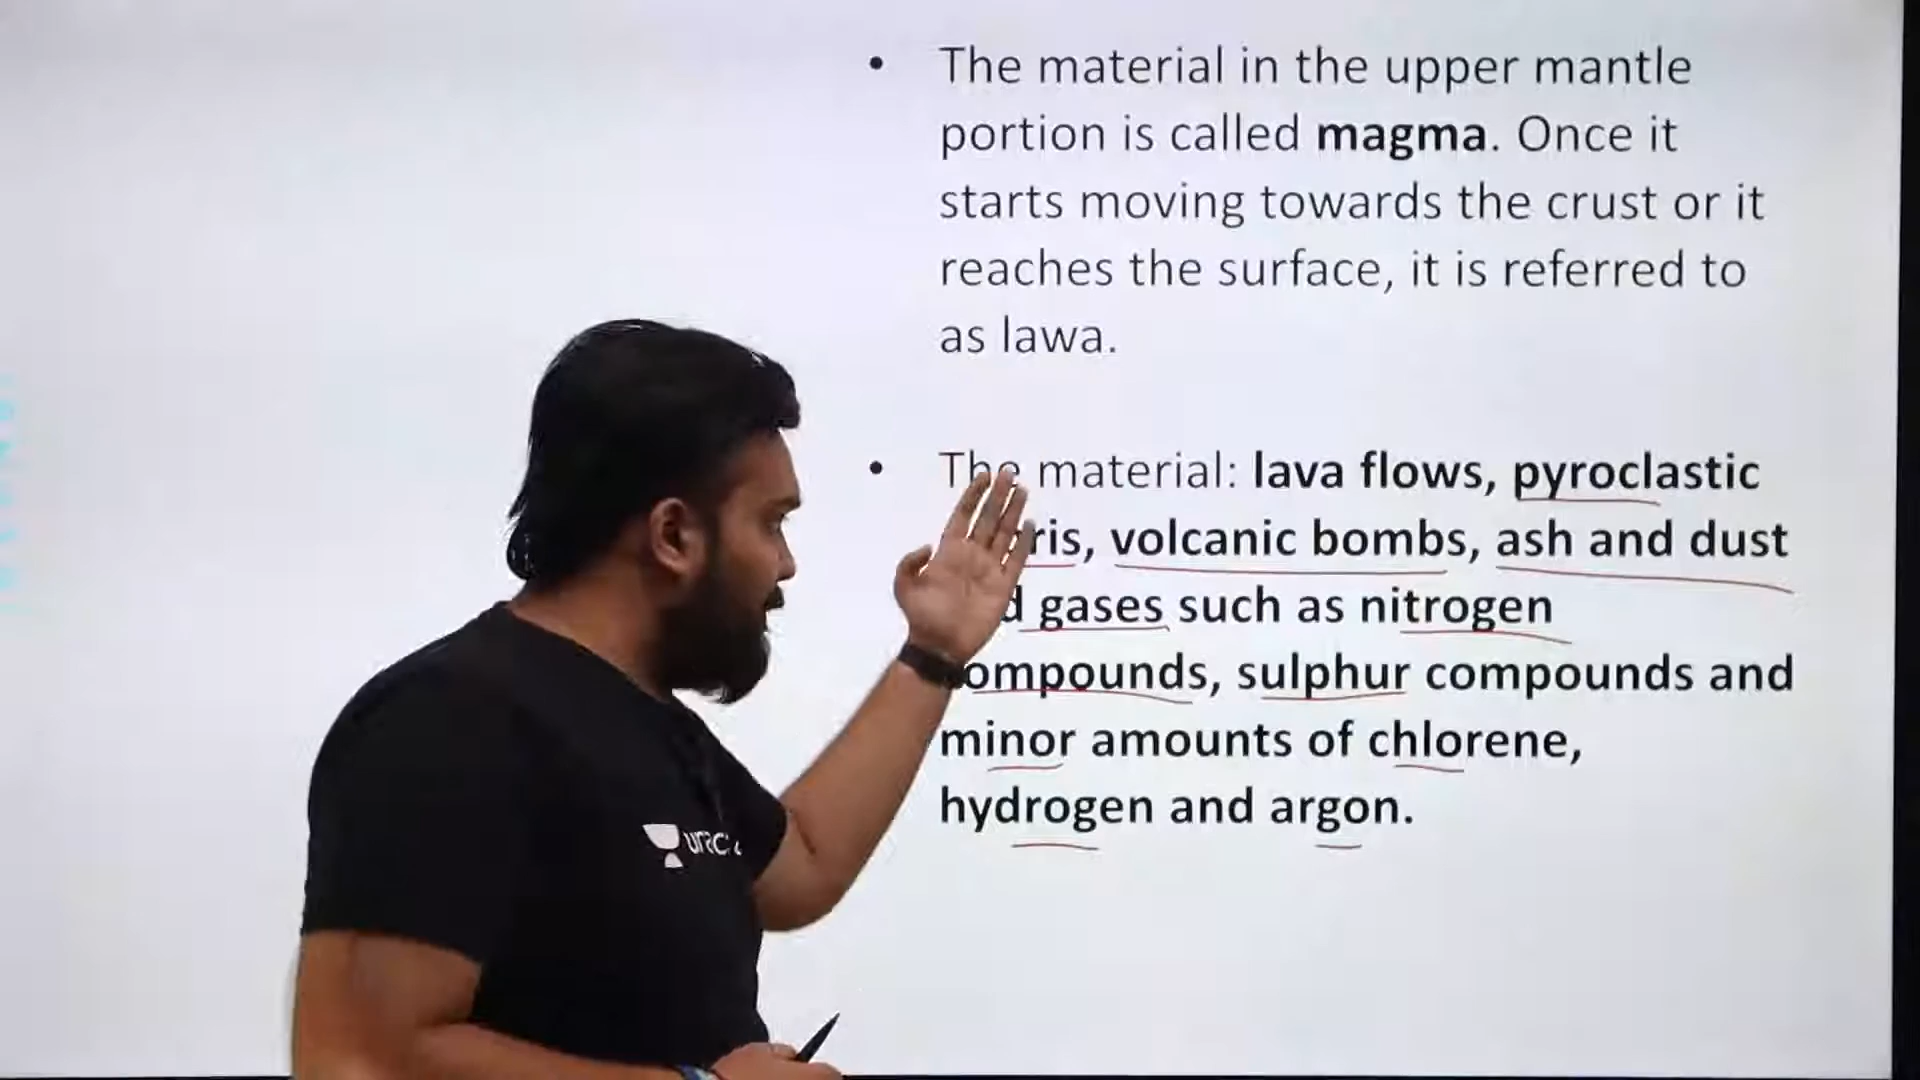 • The material in the upper mantle
portion is called magma. Once it
starts moving towards the crust or it
reaches the surface, it is referred to
as lawa.
• The material: lava flows, pyroclastic
ris, volcanic bombs, ash and dust
d gases such as nitrogen
ompounds, sulphur compounds and
minor amounts of chlorene,
hydrogen and argon.